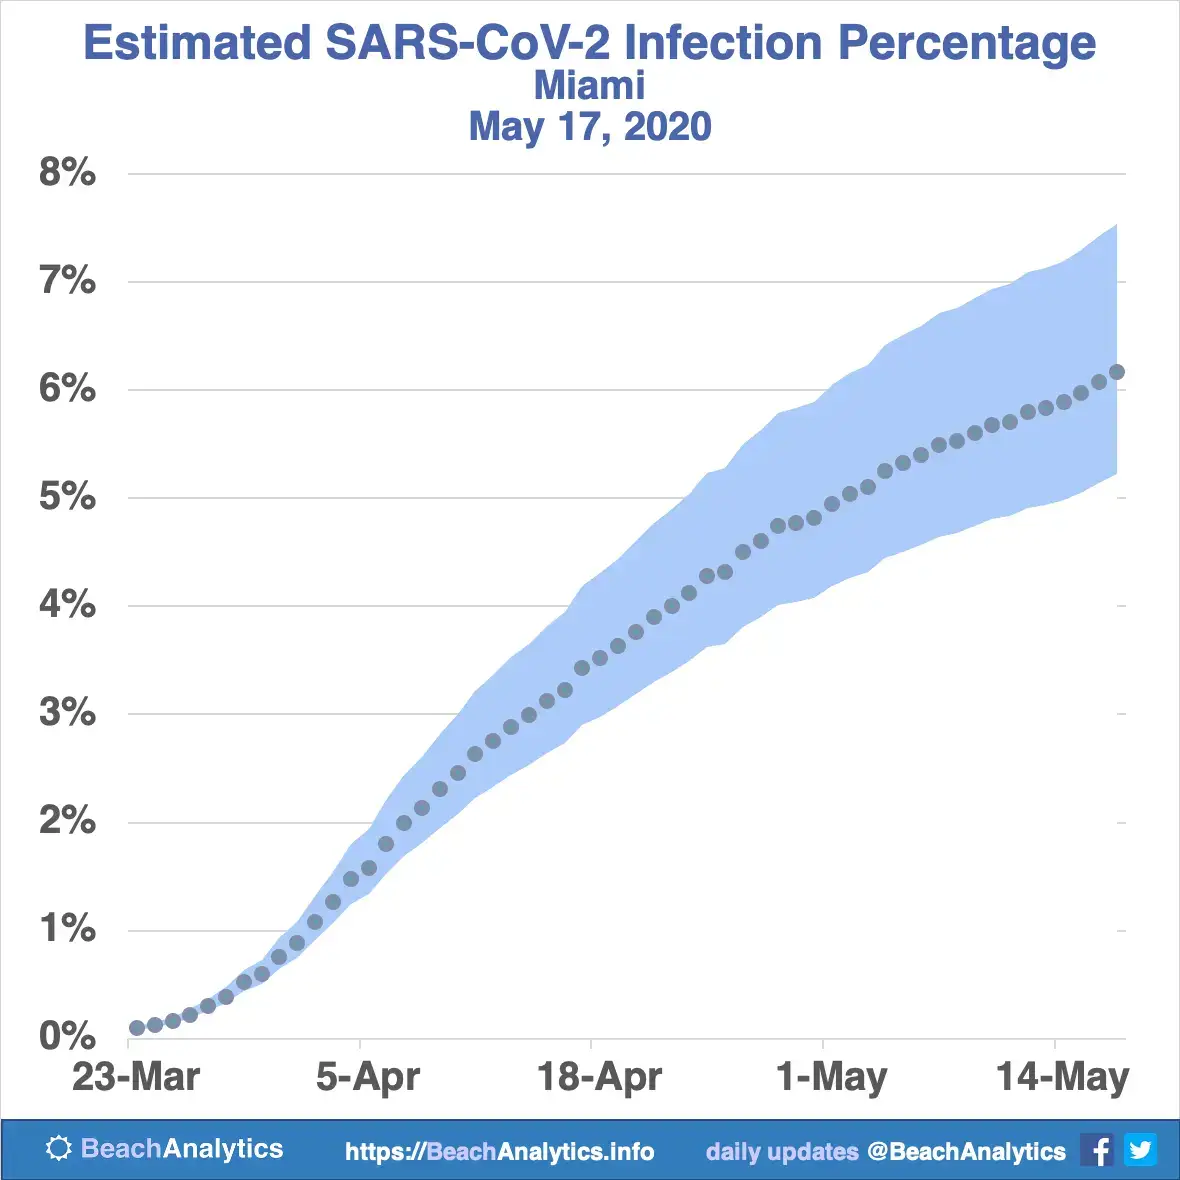 Estimated SARS-CoV-2 Infection Percentage
Miami
May 17, 2020
8%
7%
6%
5%
4%
3%
2%
1%
0%
23-Mar 5-Apr 18-Apr 1-May 14-May
BeachAnalytics https://BeachAnalytics.info daily updates @BeachAnalytics